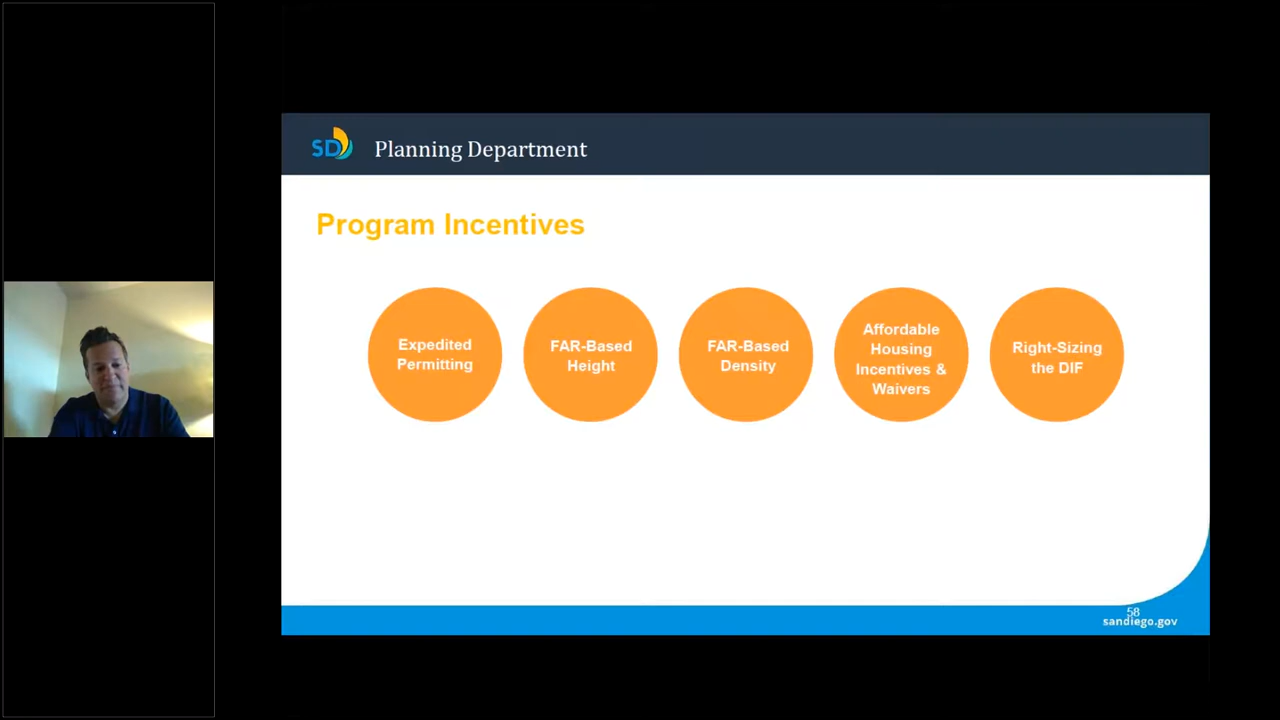 SD
Planning Department
Program Incentives
Expedited
Permitting
FAR-Based
Height
FAR-Based
Density
Affordable
Housing
Incentives &
Waivers
Right-Sizing
the DIF
58
sandiego.gov